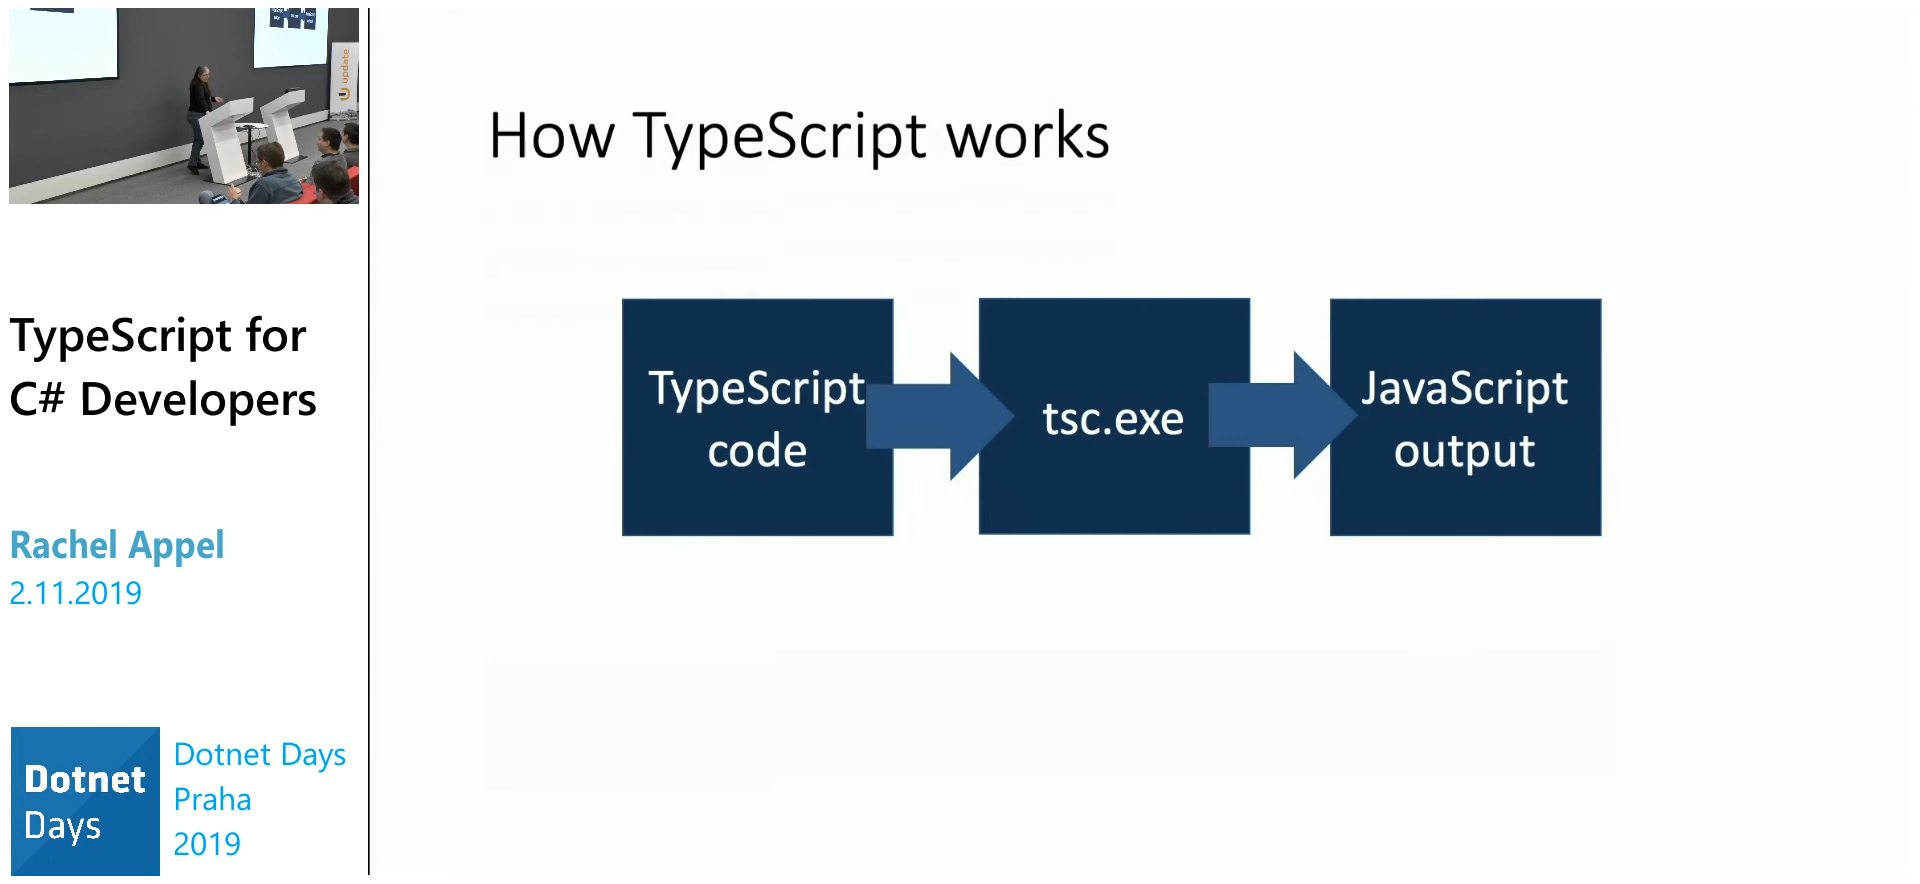 update
TypeScript for
C# Developers
Rachel Appel
2.11.2019
Dotnet
Days
Dotnet Days
Praha
2019
How TypeScript works
TypeScript
code
tsc.exe
JavaScript
output